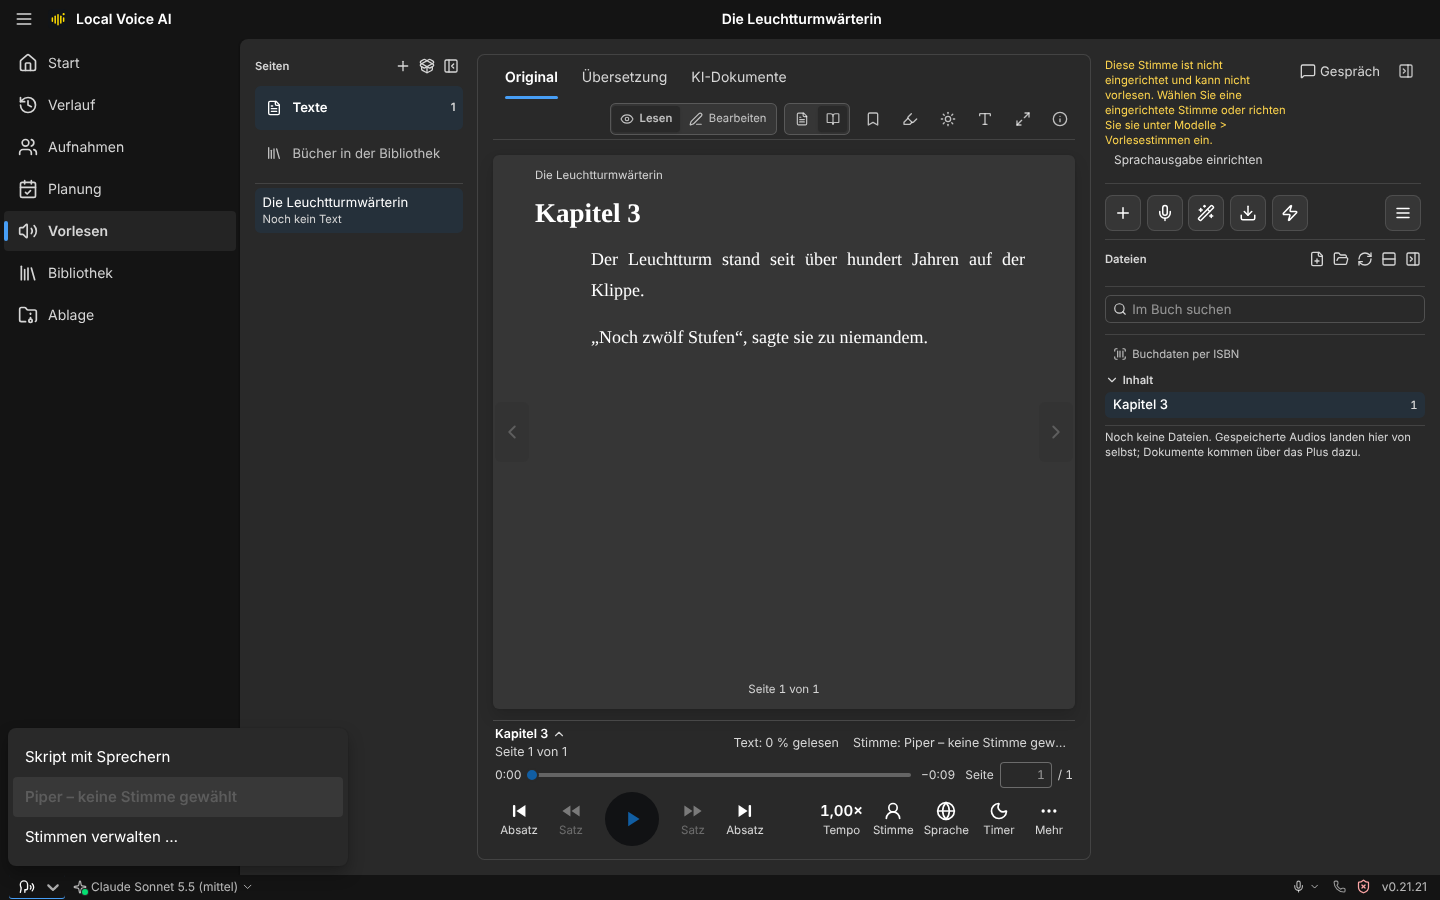 Local Voice AI
Die Leuchtturmwärterin
Start
Verlauf
Aufnahmen
Planung
Vorlesen
Bibliothek
Ablage
Seiten
Texte 1
Bücher in der Bibliothek
Die Leuchtturmwärterin
Noch kein Text
Original Übersetzung KI-Dokumente
Lesen Bearbeiten
Die Leuchtturmwärterin
Kapitel 3
Der Leuchtturm stand seit über hundert Jahren auf der
Klippe.
„Noch zwölf Stufen“, sagte sie zu niemandem.
Seite 1 von 1
Kapitel 3
Seite 1 von 1
Text: 0 % gelesen Stimme: Piper – keine Stimme gew...
0:00 −0:09 Seite 1 / 1
Absatz Satz Satz Absatz
1,00×
Tempo Stimme Sprache Timer Mehr
Diese Stimme ist nicht
eingerichtet und kann nicht
vorlesen. Wählen Sie eine
eingerichtete Stimme oder richten
Sie sie unter Modelle >
Vorlesestimmen ein.
Sprachausgabe einrichten
Gespräch
Dateien
Im Buch suchen
Buchdaten per ISBN
Inhalt
Kapitel 3 1
Noch keine Dateien. Gespeicherte Audios landen hier von
selbst; Dokumente kommen über das Plus dazu.
Skript mit Sprechern
Piper – keine Stimme gewählt
Stimmen verwalten ...
Claude Sonnet 5.5 (mittel)
v0.21.21